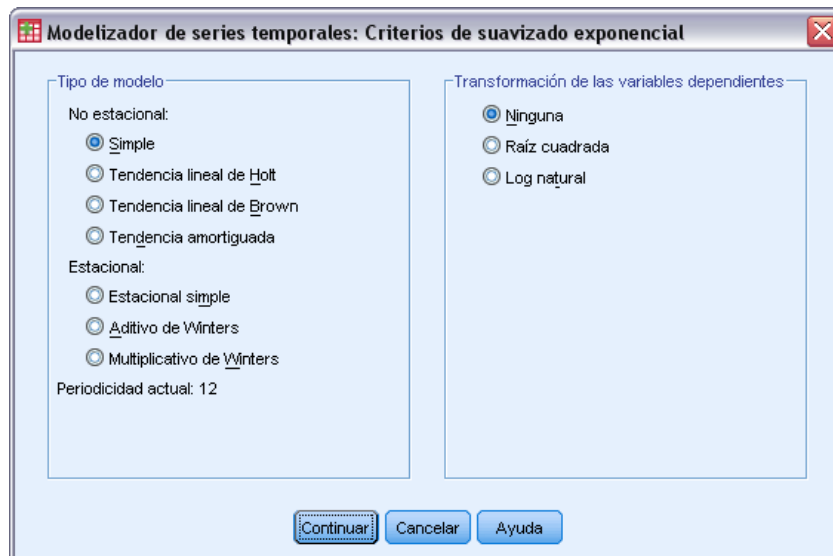 Modelizador de series temporales: Criterios de suavizado exponencial
Tipo de modelo
No estacional:
Simple
Tendencia lineal de Holt
Tendencia lineal de Brown
Tendencia amortiguada
Estacional:
Estacional simple
Aditivo de Winters
Multiplicativo de Winters
Periodicidad actual: 12
Transformación de las variables dependientes
Ninguna
Raíz cuadrada
Log natural
Continuar
Cancelar
Ayuda